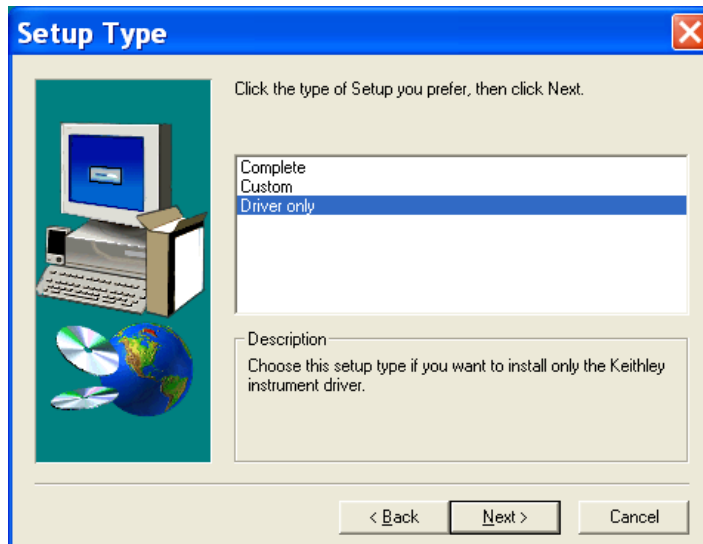 Setup Type
Click the type of Setup you prefer, then click Next.
Complete
Custom
Driver only
Description
Choose this setup type if you want to install only the Keithley
instrument driver.
< Back
Next >
Cancel